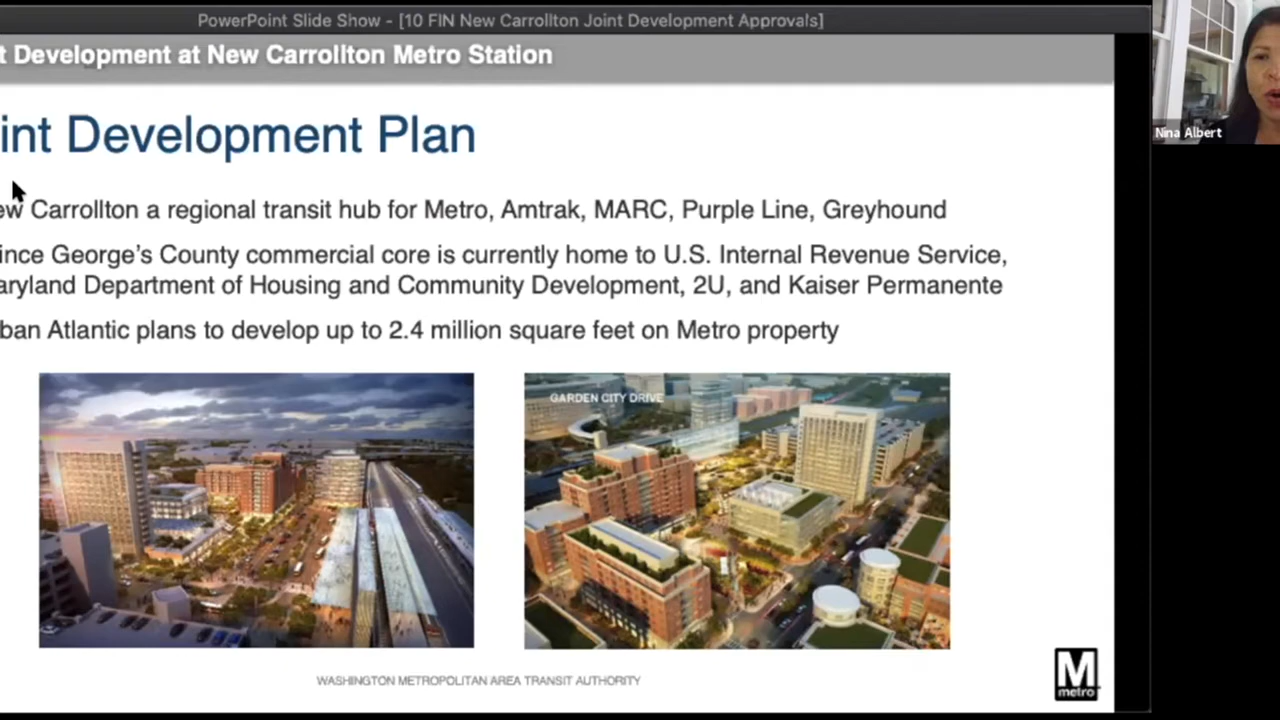 PowerPoint Slide Show - [10 FIN New Carrollton Joint Development Approvals]
t Development at New Carrollton Metro Station
int Development Plan
ew Carrollton a regional transit hub for Metro, Amtrak, MARC, Purple Line, Greyhound
ince George's County commercial core is currently home to U.S. Internal Revenue Service,
aryland Department of Housing and Community Development, 2U, and Kaiser Permanente
ban Atlantic plans to develop up to 2.4 million square feet on Metro property
GARDEN CITY DRIVE
WASHINGTON METROPOLITAN AREA TRANSIT AUTHORITY
M
metro
Nina Albert